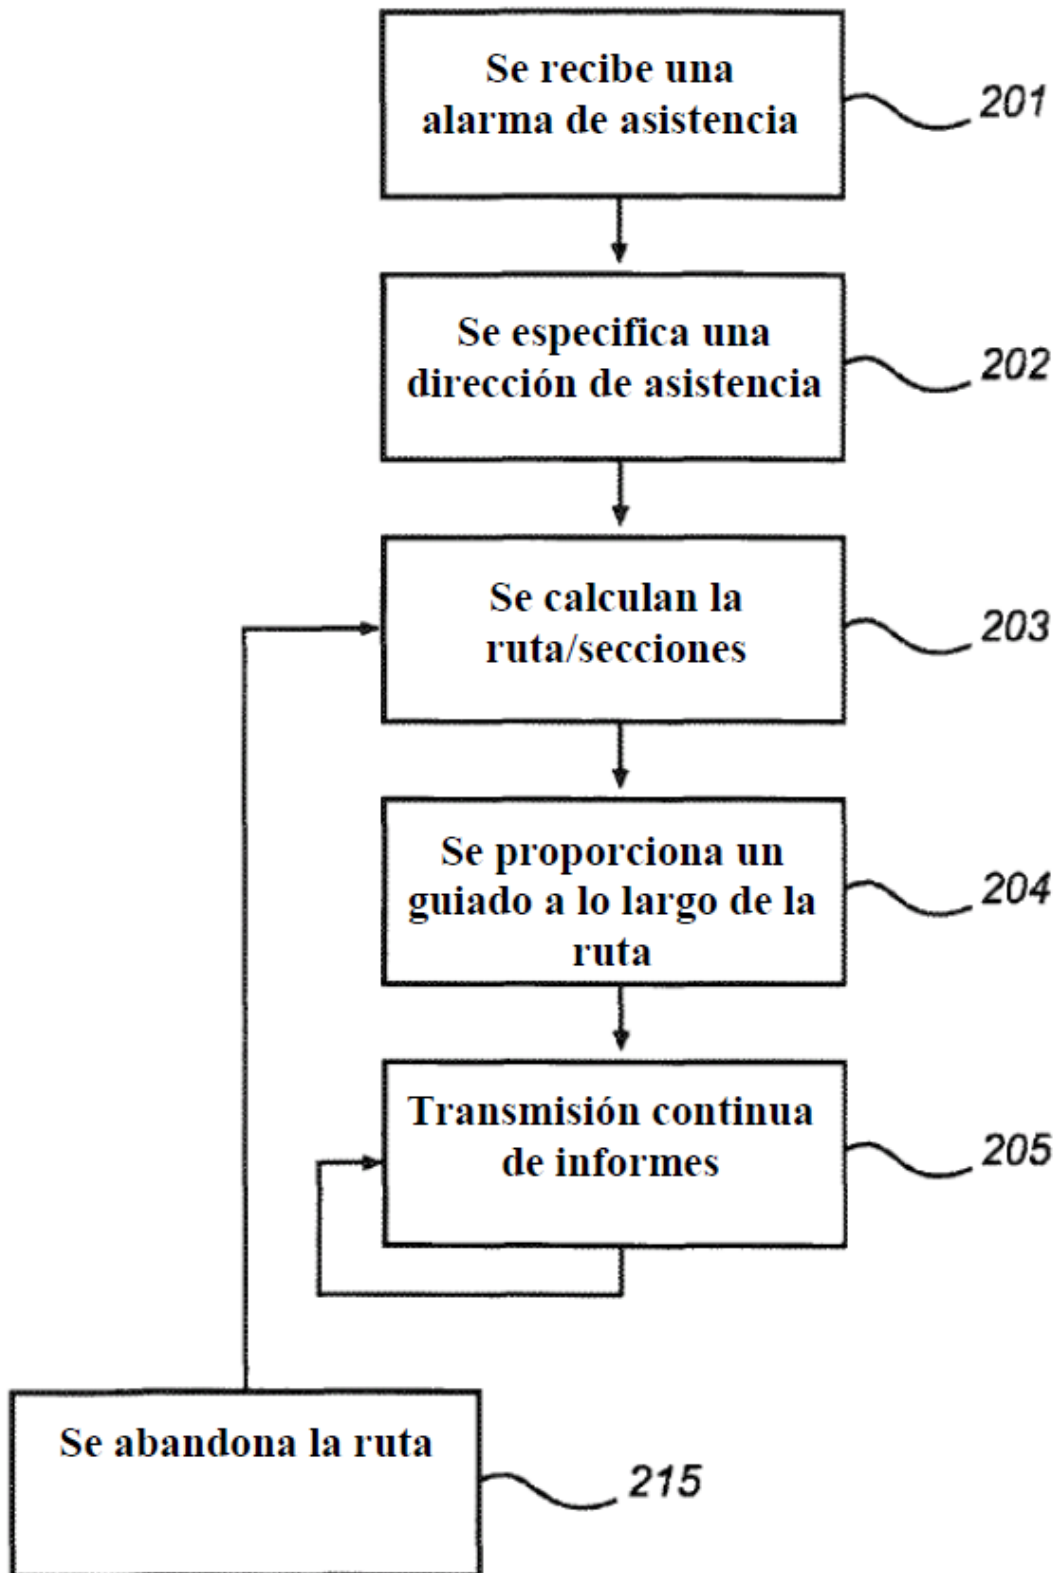 Se recibe una
alarma de asistencia
201
Se especifica una
dirección de asistencia
202
Se calculan la
ruta/secciones
203
Se proporciona un
guiado a lo largo de la
ruta
204
Transmisión continua
de informes
205
Se abandona la ruta
215